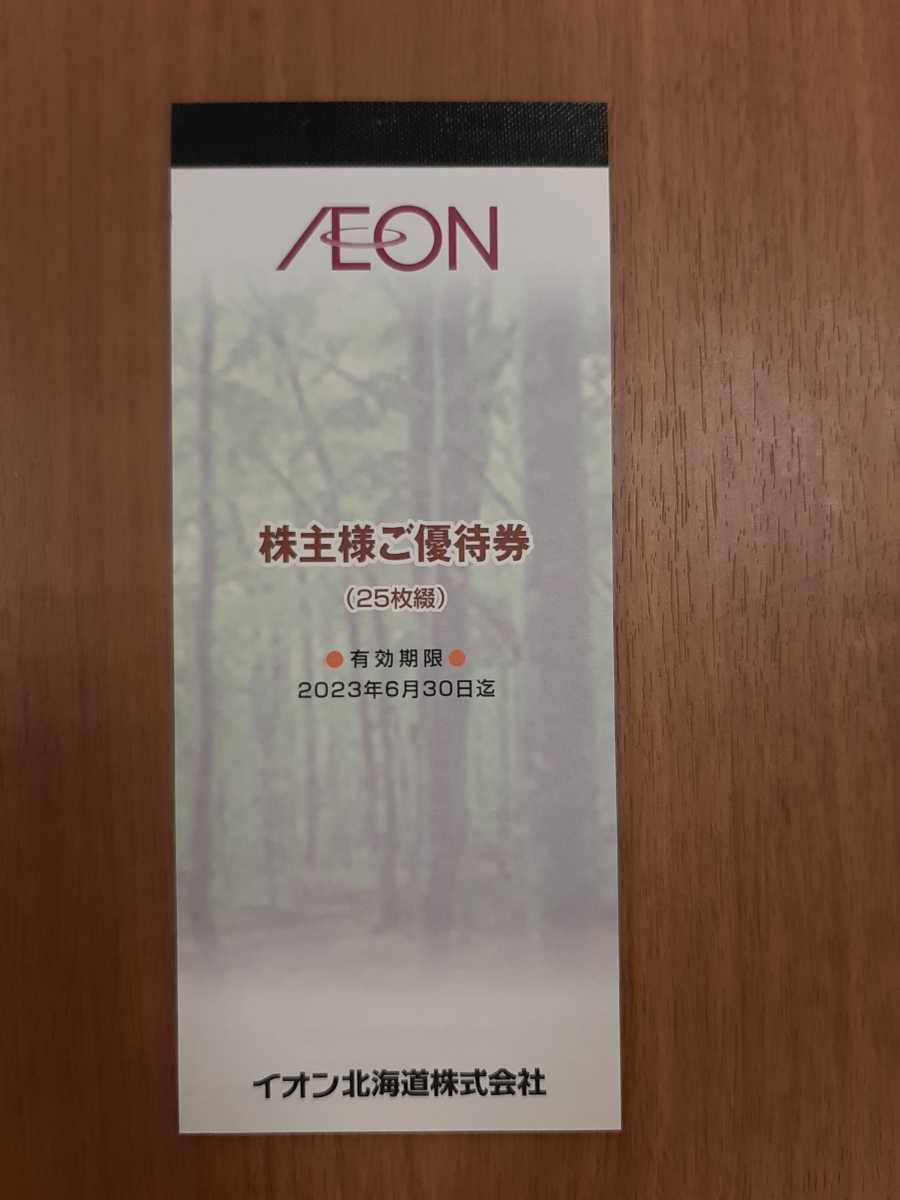 ÆON
株主様ご優待券
（25枚綴）
●有効期限●
2023年6月30日迄
イオン北海道株式会社